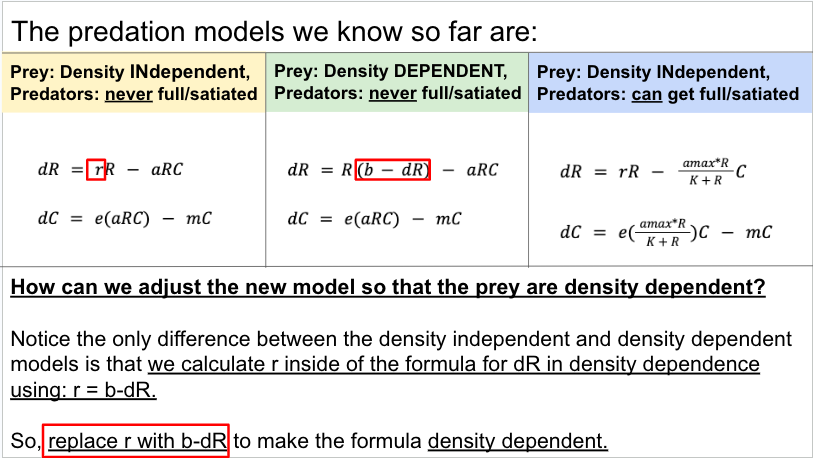 The predation models we know so far are:
Prey: Density INdependent,
Predators: never full/satiated
Prey: Density DEPENDENT,
Predators: never full/satiated
Prey: Density INdependent,
Predators: can get full/satiated
dR = rR − aRC
dC = e(aRC) − mC
dR = R(b − dR) − aRC
dC = e(aRC) − mC
dR = rR − \frac{amax*R}{K+R}C
dC = e(\frac{amax*R}{K+R})C − mC
How can we adjust the new model so that the prey are density dependent?
Notice the only difference between the density independent and density dependent
models is that we calculate r inside of the formula for dR in density dependence
using: r = b-dR.
So, replace r with b-dR to make the formula density dependent.